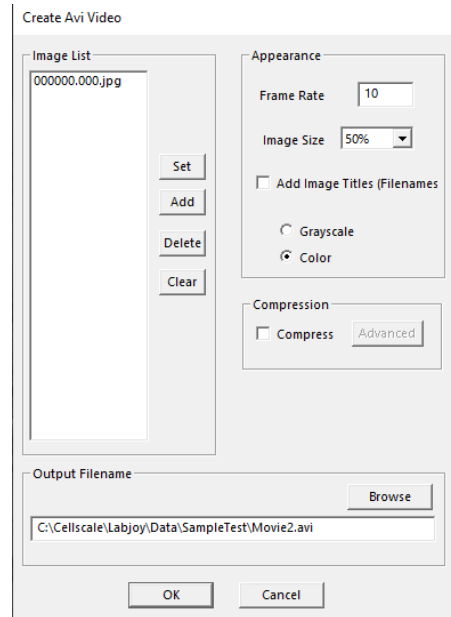 Create Avi Video
Image List
000000.000.jpg
Set
Add
Delete
Clear
Appearance
Frame Rate 10
Image Size 50%
Add Image Titles (Filenames
Grayscale
Color
Compression
Compress Advanced
Output Filename
Browse
C:\Cellscale\Labjoy\Data\SampleTest\Movie2.avi
OK Cancel